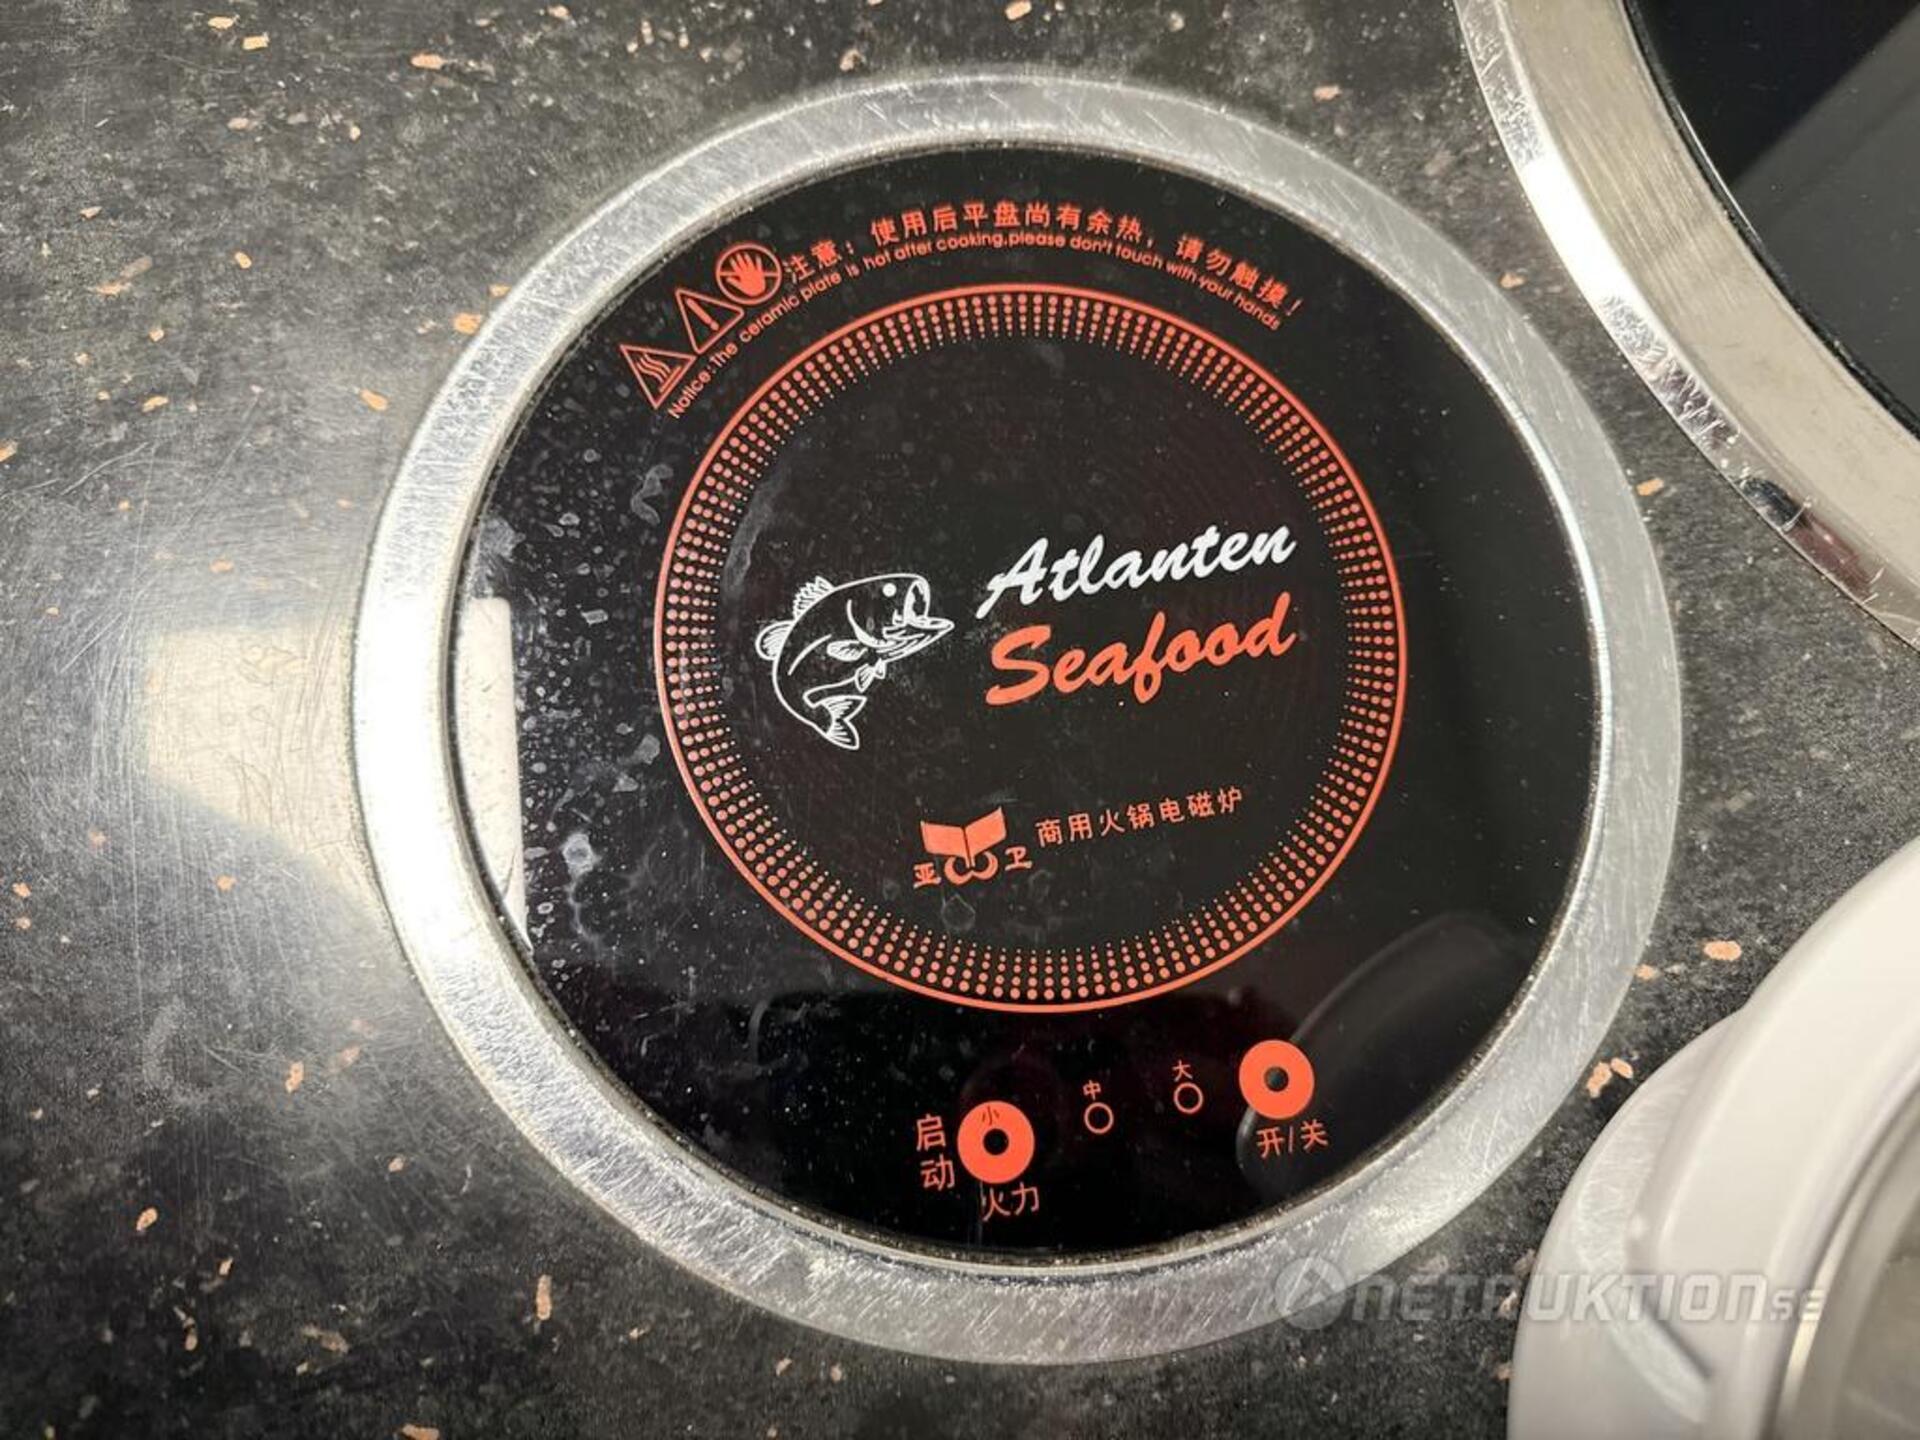 注意：使用后平盘尚有余热，请勿触摸！
Notice:The ceramic plate is hot after cooking,please don't touch with your hands
Atlanten
Seafood
商用火锅电磁炉
亚卫
小
中
大
启动
火力
开/关
NETAUKTION.SE